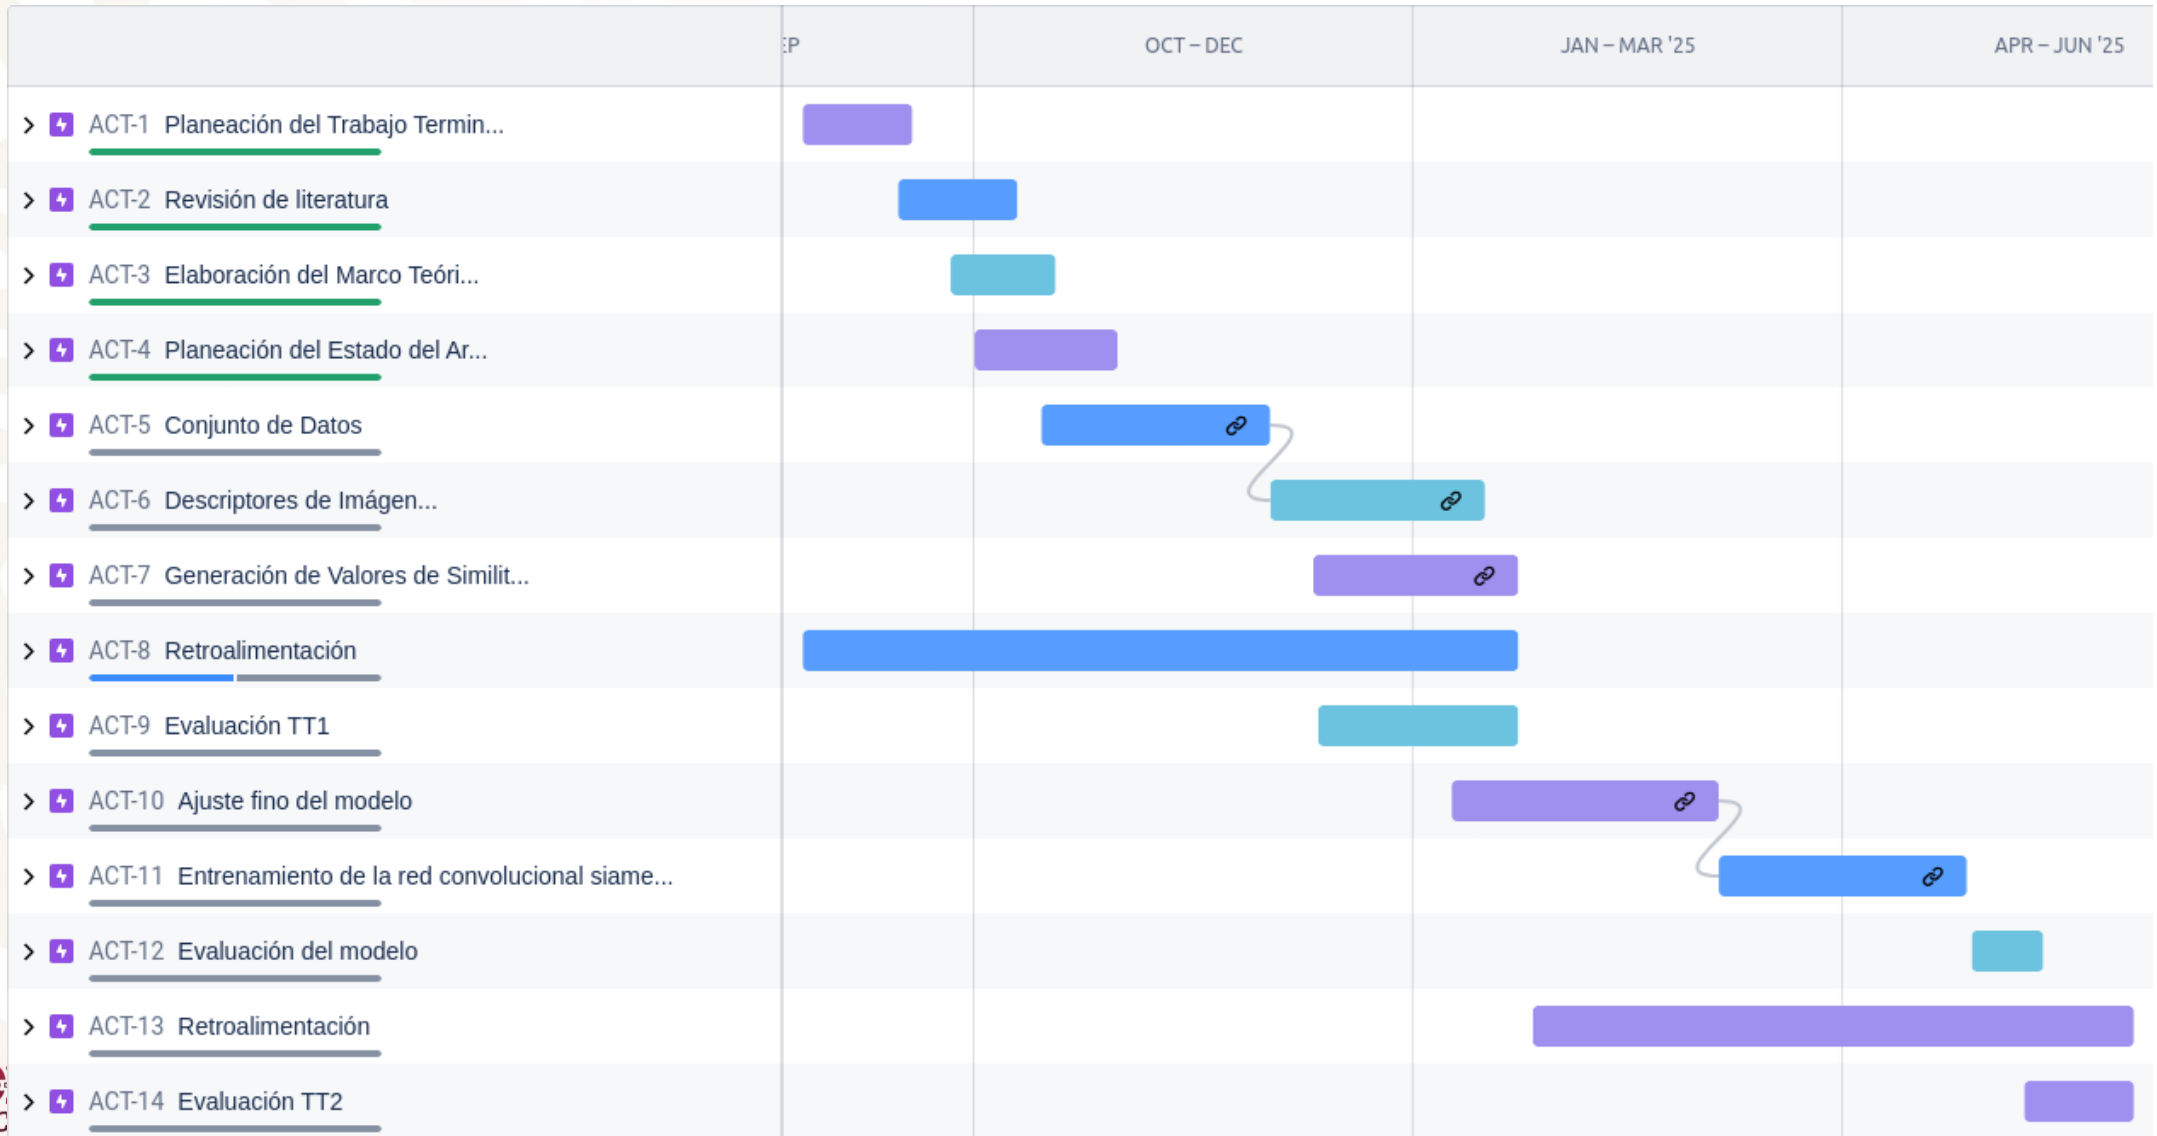 EP OCT – DEC JAN – MAR '25 APR – JUN '25
ACT-1 Planeación del Trabajo Termin...
ACT-2 Revisión de literatura
ACT-3 Elaboración del Marco Teóri...
ACT-4 Planeación del Estado del Ar...
ACT-5 Conjunto de Datos
ACT-6 Descriptores de Imágen...
ACT-7 Generación de Valores de Similit...
ACT-8 Retroalimentación
ACT-9 Evaluación TT1
ACT-10 Ajuste fino del modelo
ACT-11 Entrenamiento de la red convolucional siame...
ACT-12 Evaluación del modelo
ACT-13 Retroalimentación
ACT-14 Evaluación TT2